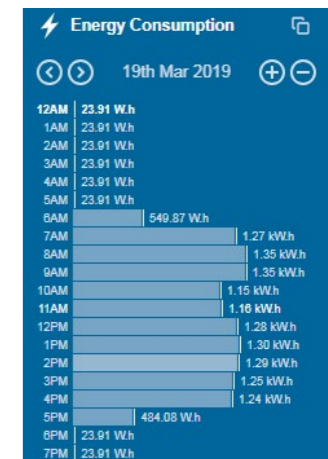 Energy Consumption
19th Mar 2019
12AM 23.91 W.h
1AM 23.91 W.h
2AM 23.91 W.h
3AM 23.91 W.h
4AM 23.91 W.h
5AM 23.91 W.h
6AM 549.87 W.h
7AM 1.27 kW.h
8AM 1.35 kW.h
9AM 1.35 kW.h
10AM 1.15 kW.h
11AM 1.16 kW.h
12PM 1.28 kW.h
1PM 1.30 kW.h
2PM 1.29 kW.h
3PM 1.25 kW.h
4PM 1.24 kW.h
5PM 484.08 W.h
6PM 23.91 W.h
7PM 23.91 W.h